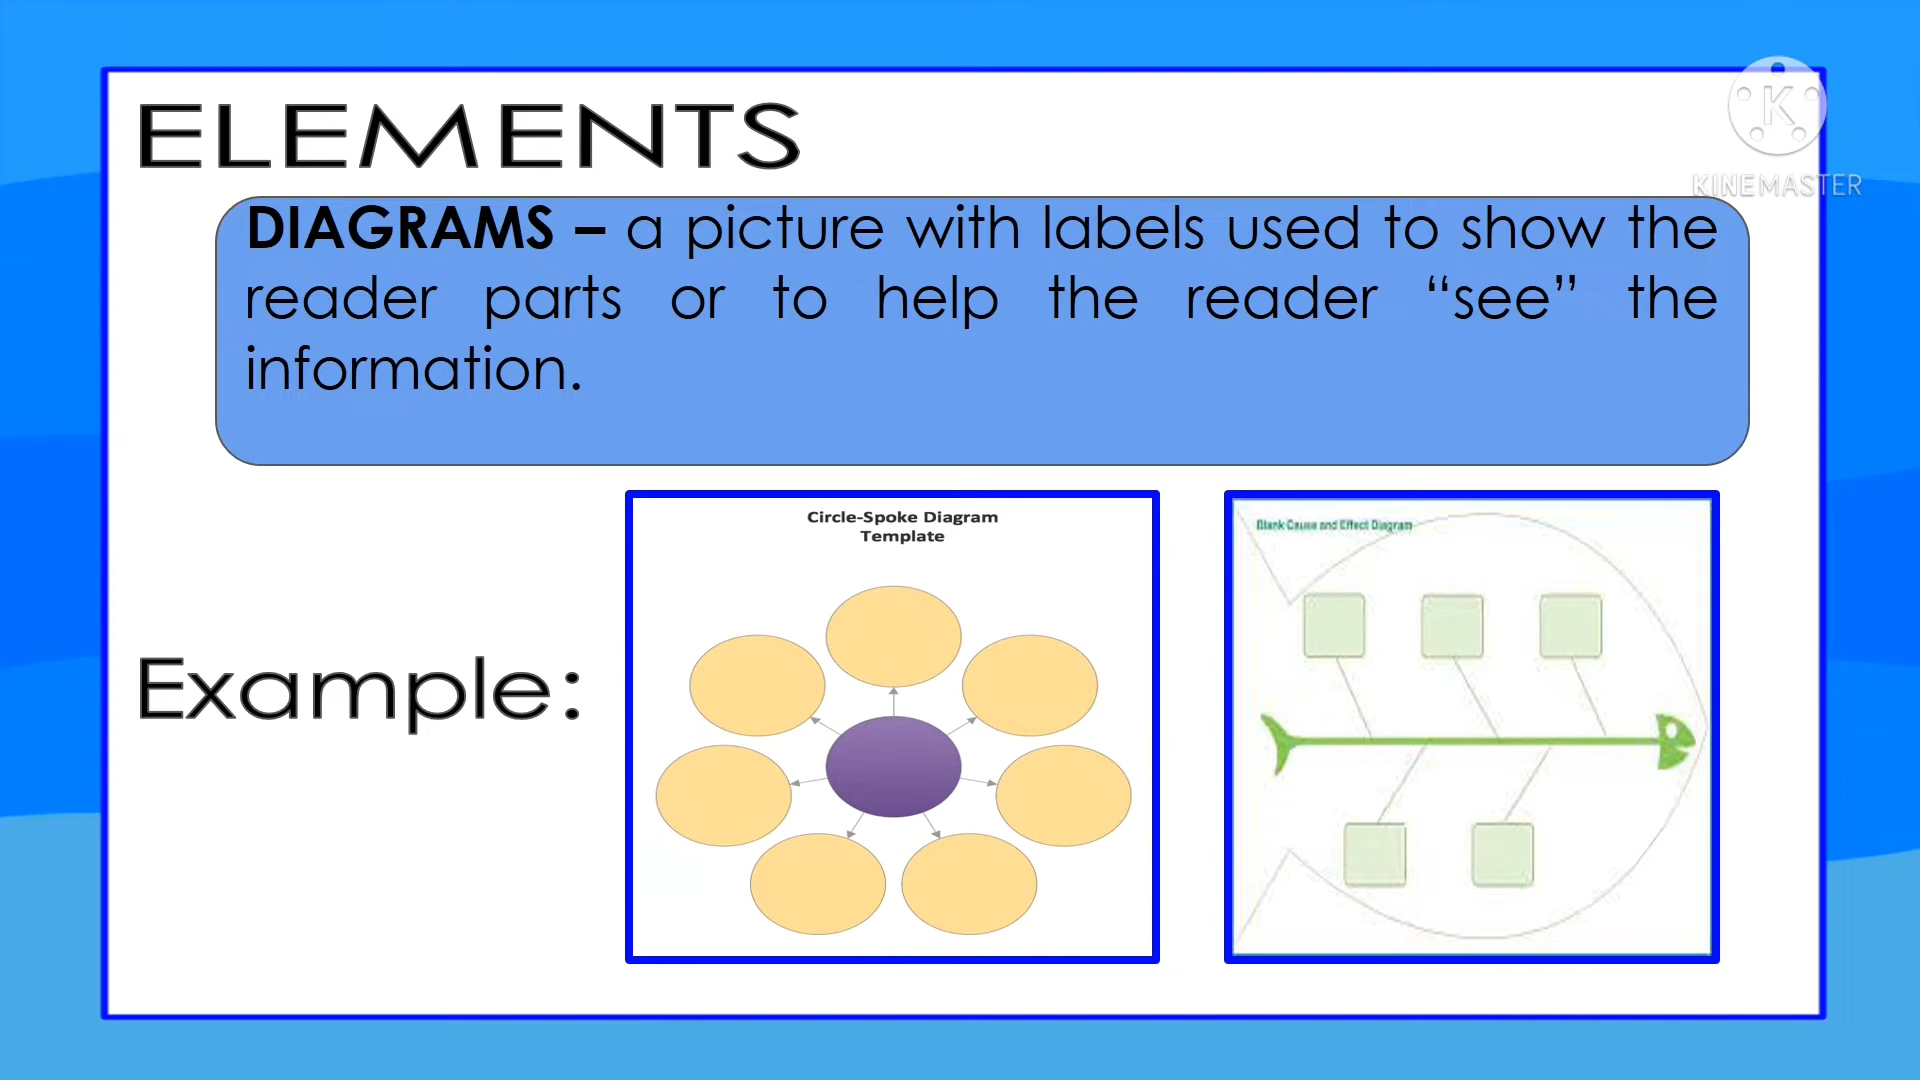 ELEMENTS
K
KINEMASTER
DIAGRAMS – a picture with labels used to show the
reader parts or to help the reader “see” the
information.
Example:
Circle-Spoke Diagram
Template
Blank Cause and Effect Diagram